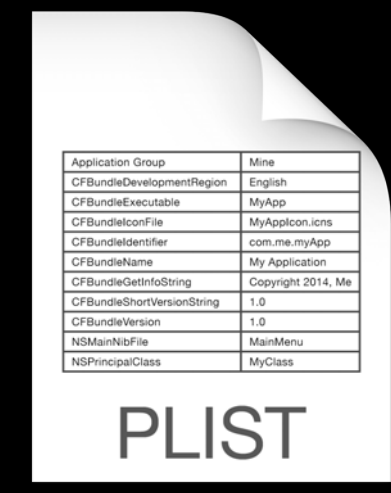 Application Group Mine
CFBundleDevelopmentRegion English
CFBundleExecutable MyApp
CFBundleIconFile MyAppIcon.icns
CFBundleIdentifier com.me.myApp
CFBundleName My Application
CFBundleGetInfoString Copyright 2014, Me
CFBundleShortVersionString 1.0
CFBundleVersion 1.0
NSMainNibFile MainMenu
NSPrincipalClass MyClass
PLIST